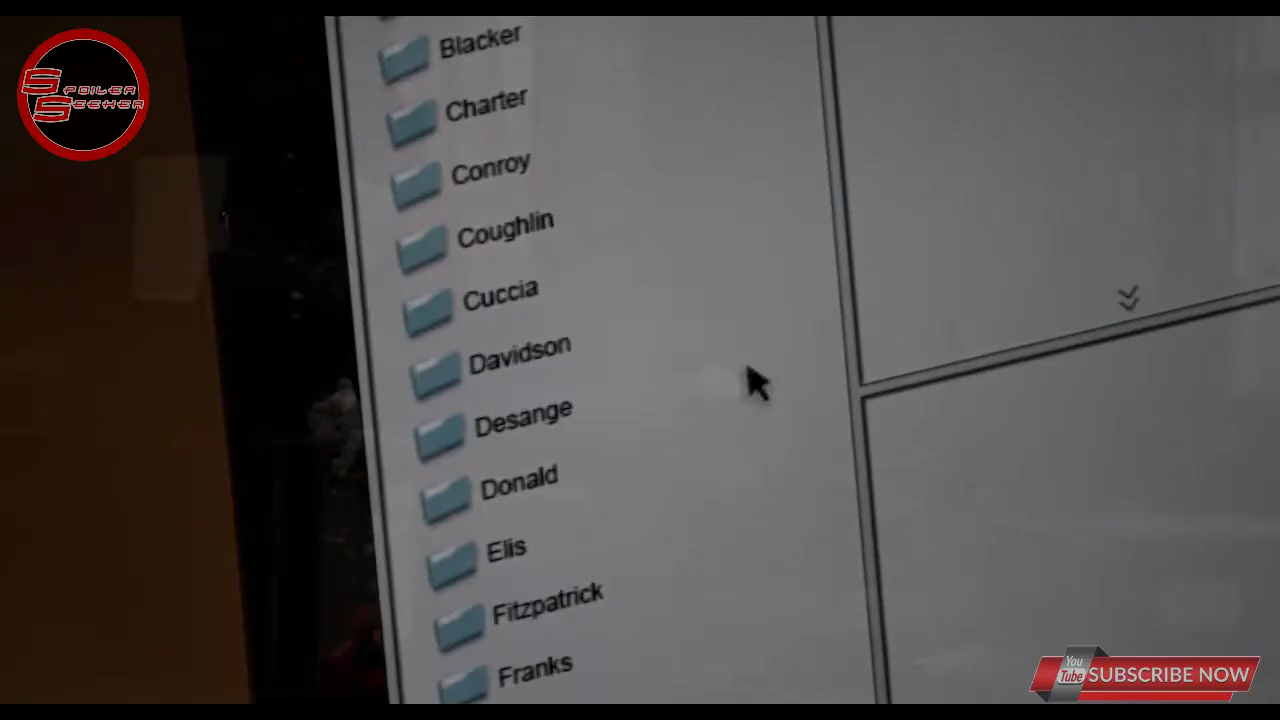 Spoiler
Seeker
Blacker
Charter
Conroy
Coughlin
Cuccia
Davidson
Desange
Donald
Elis
Fitzpatrick
Franks
You
Tube
SUBSCRIBE NOW